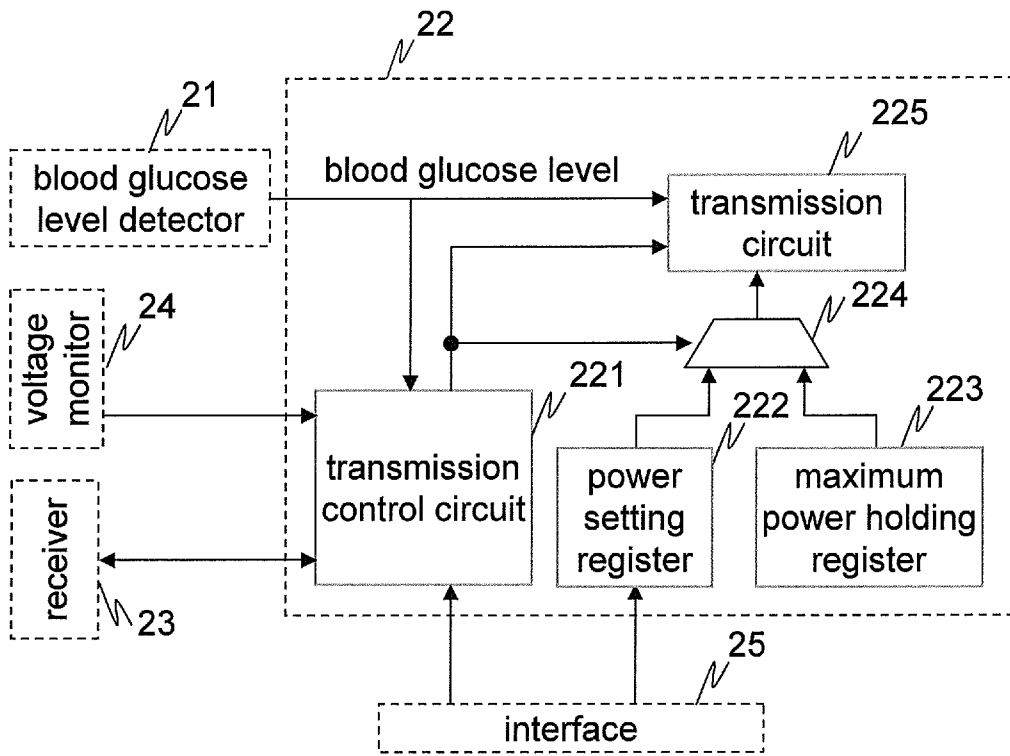 22
21
225
blood glucose
level detector
blood glucose level
transmission
circuit
24
voltage
monitor
224
221
222
223
transmission
control circuit
power
setting
register
maximum
power holding
register
receiver
23
25
interface